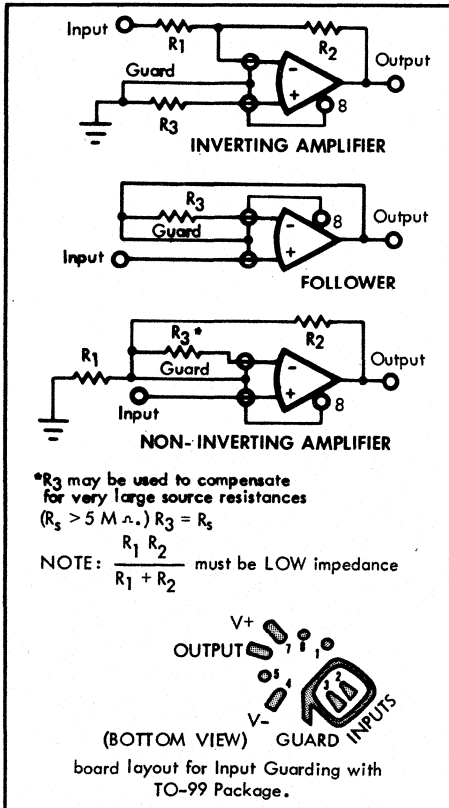 Input
R1
R2
Output
Guard
-
+
8
R3
INVERTING AMPLIFIER
R3
8
Output
Guard
-
+
Input
FOLLOWER
R3*
R2
R1
Output
Guard
-
+
8
Input
NON-INVERTING AMPLIFIER
*R3 may be used to compensate
for very large source resistances
(Rs > 5 M Ω.) R3 = Rs
NOTE: R1 R2 / R1 + R2 must be LOW impedance
V+
OUTPUT
7
8
1
5
4
3
2
V-
(BOTTOM VIEW) GUARD INPUTS
board layout for Input Guarding with
TO-99 Package.